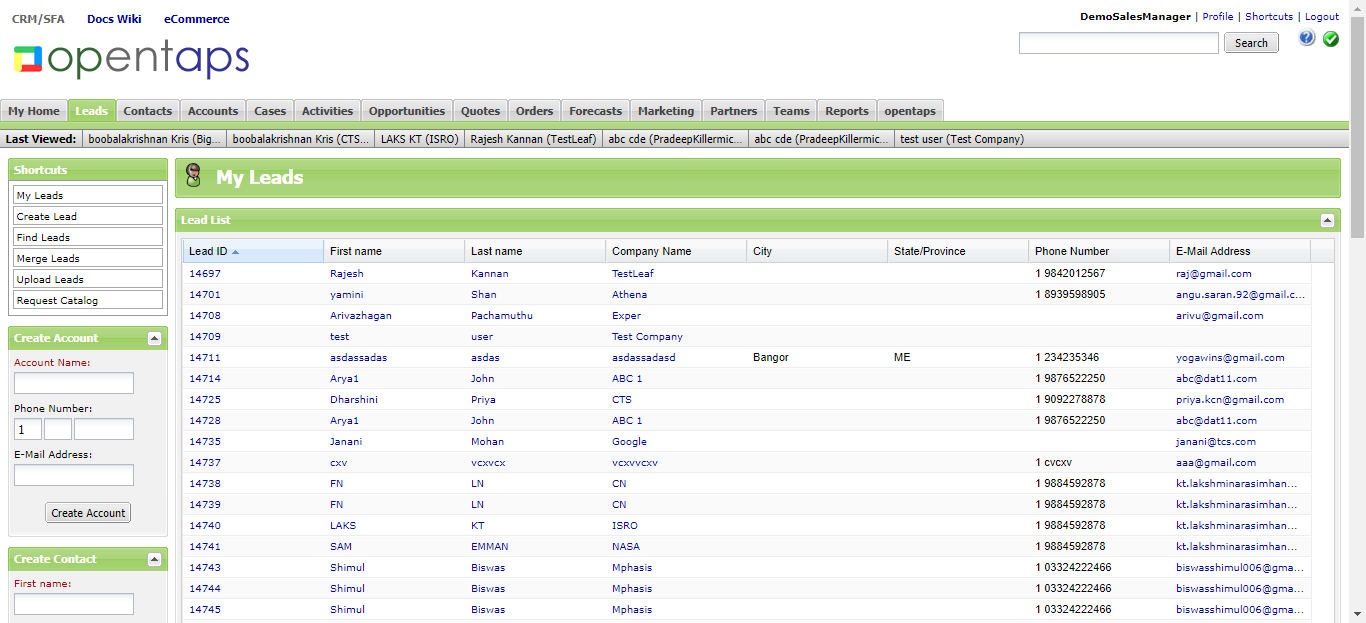 CRM/SFA Docs Wiki eCommerce
DemoSalesManager | Profile | Shortcuts | Logout
opentaps
Search
My Home Leads Contacts Accounts Cases Activities Opportunities Quotes Orders Forecasts Marketing Partners Teams Reports opentaps
Last Viewed: boobalakrishnan Kris (Big... boobalakrishnan Kris (CTS... LAKS KT (ISRO) Rajesh Kannan (TestLeaf) abc cde (PradeepKillermic... abc cde (PradeepKillermic... test user (Test Company)
Shortcuts
My Leads
Create Lead
Find Leads
Merge Leads
Upload Leads
Request Catalog
Create Account
Account Name:
Phone Number:
1
E-Mail Address:
Create Account
Create Contact
First name:
My Leads
Lead List
Lead ID First name Last name Company Name City State/Province Phone Number E-Mail Address
14697 Rajesh Kannan TestLeaf 1 9842012567 raj@gmail.com
14701 yamini Shan Athena 1 8939598905 angu.saran.92@gmail.c...
14708 Arivazhagan Pachamuthu Exper arivu@gmail.com
14709 test user Test Company
14711 asdassadas asdas asdassadasd Bangor ME 1 234235346 yogawins@gmail.com
14714 Arya1 John ABC 1 1 9876522250 abc@dat11.com
14725 Dharshini Priya CTS 1 9092278878 priya.kcn@gmail.com
14728 Arya1 John ABC 1 1 9876522250 abc@dat11.com
14735 Janani Mohan Google janani@tcs.com
14737 cxv vcxvcx vcxvvcxv 1 cvcxv aaa@gmail.com
14738 FN LN CN 1 9884592878 kt.lakshminarasimhan...
14739 FN LN CN 1 9884592878 kt.lakshminarasimhan...
14740 LAKS KT ISRO 1 9884592878 kt.lakshminarasimhan...
14741 SAM EMMAN NASA 1 9884592878 kt.lakshminarasimhan...
14743 Shimul Biswas Mphasis 1 03324222466 biswasshimul006@gma...
14744 Shimul Biswas Mphasis 1 03324222466 biswasshimul006@gma...
14745 Shimul Biswas Mphasis 1 03324222466 biswasshimul006@gma...